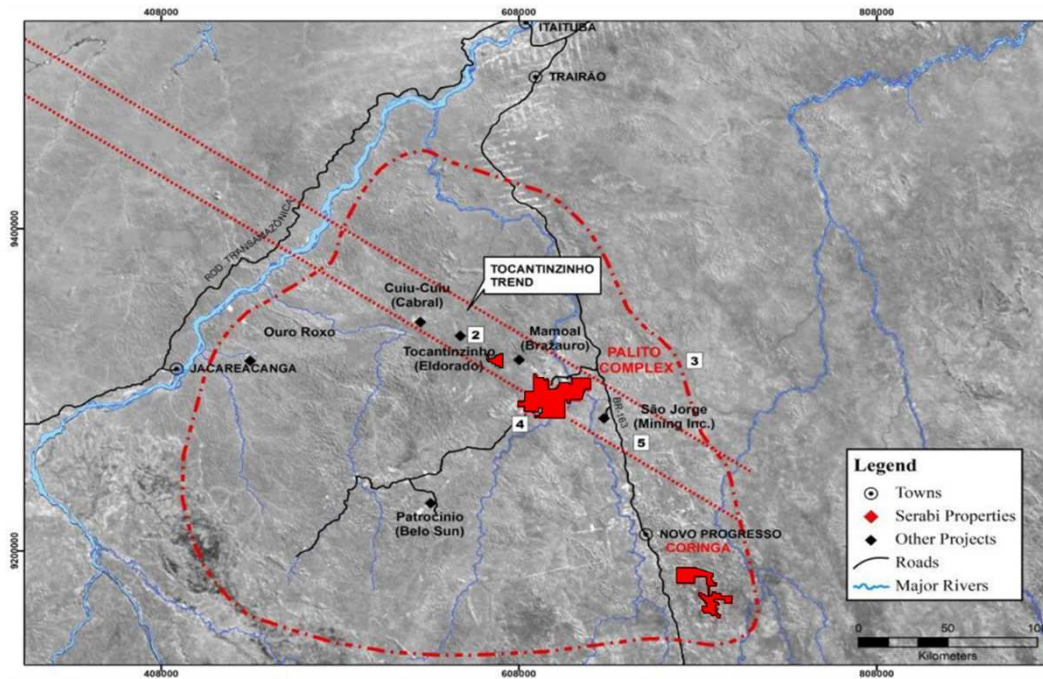 408000
608000
808000
ITAITUBA
TRAIRÃO
9400000
ROD. TRANSAMAZÔNICA
TOCANTINZINHO
TREND
Cuiu-Cuiu
(Cabral)
Ouro Roxo
2
Mamoal
(Brazauro)
Tocantinzinho
(Eldorado)
PALITO
COMPLEX
3
JACAREACANGA
BR-163
São Jorge
(Mining Inc.)
4
5
Patrocinio
(Belo Sun)
NOVO PROGRESSO
CORINGA
9200000
Legend
Towns
Serabi Properties
Other Projects
Roads
Major Rivers
0 50 100
Kilometers
408000
608000
808000